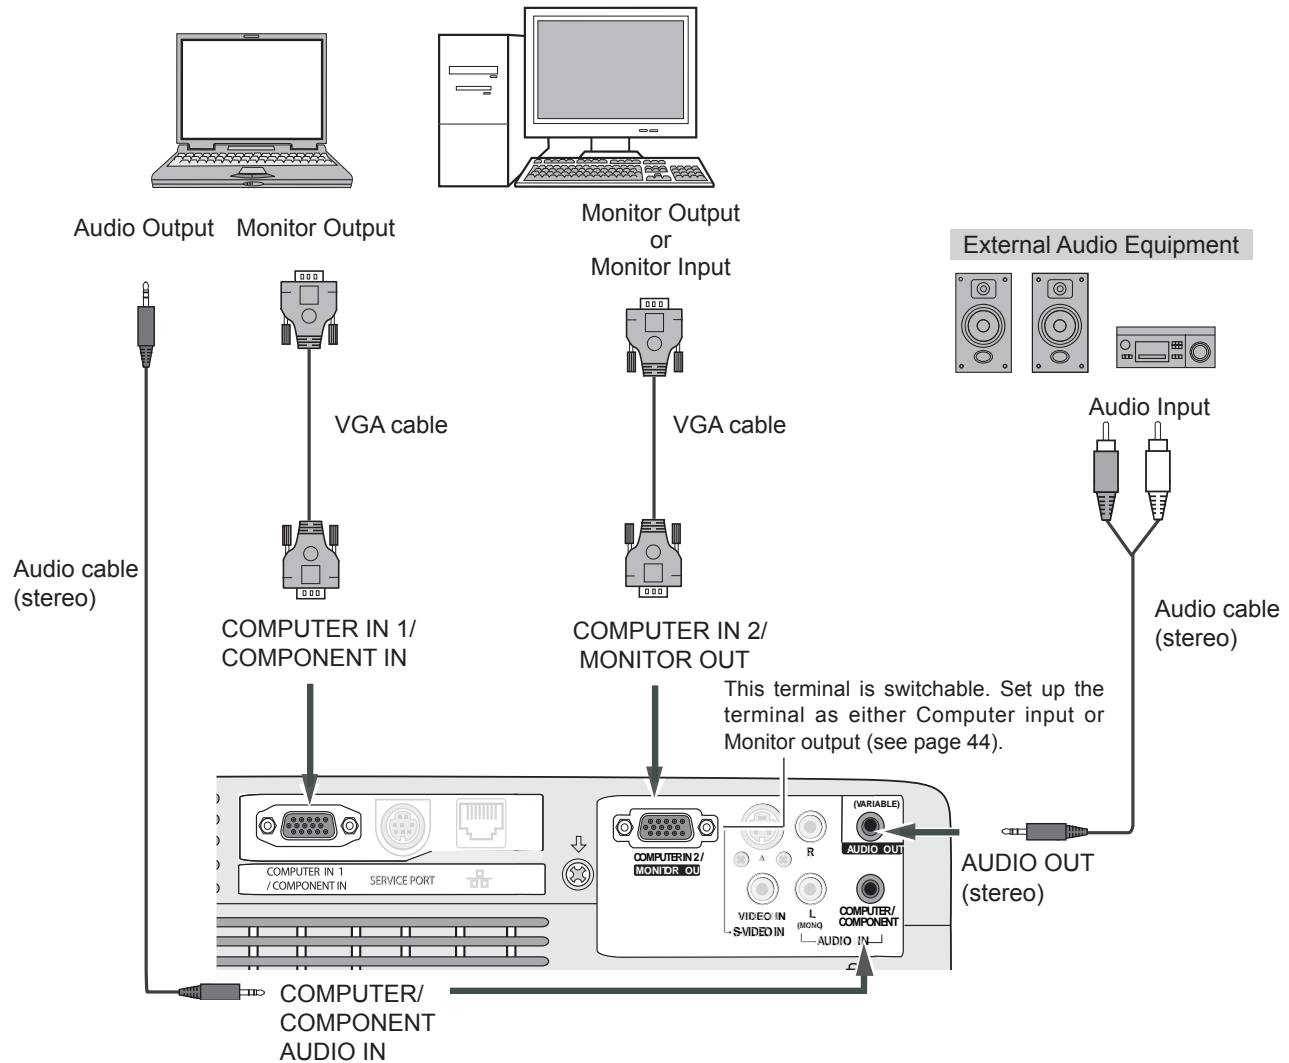 Audio Output
Monitor Output
Monitor Output
or
Monitor Input
External Audio Equipment
Audio Input
VGA cable
VGA cable
Audio cable
(stereo)
Audio cable
(stereo)
COMPUTER IN 1/
COMPONENT IN
COMPUTER IN 2/
MONITOR OUT
This terminal is switchable. Set up the
terminal as either Computer input or
Monitor output (see page 44).
(VARIABLE)
AUDIO OUT
R
COMPUTER IN 2 /
MONITOR OU
COMPUTER IN 1
/ COMPONENT IN
SERVICE PORT
VIDEO IN
S-VIDEO IN
L
(MONO)
COMPUTER/
COMPONENT
AUDIO IN
AUDIO OUT
(stereo)
COMPUTER/
COMPONENT
AUDIO IN